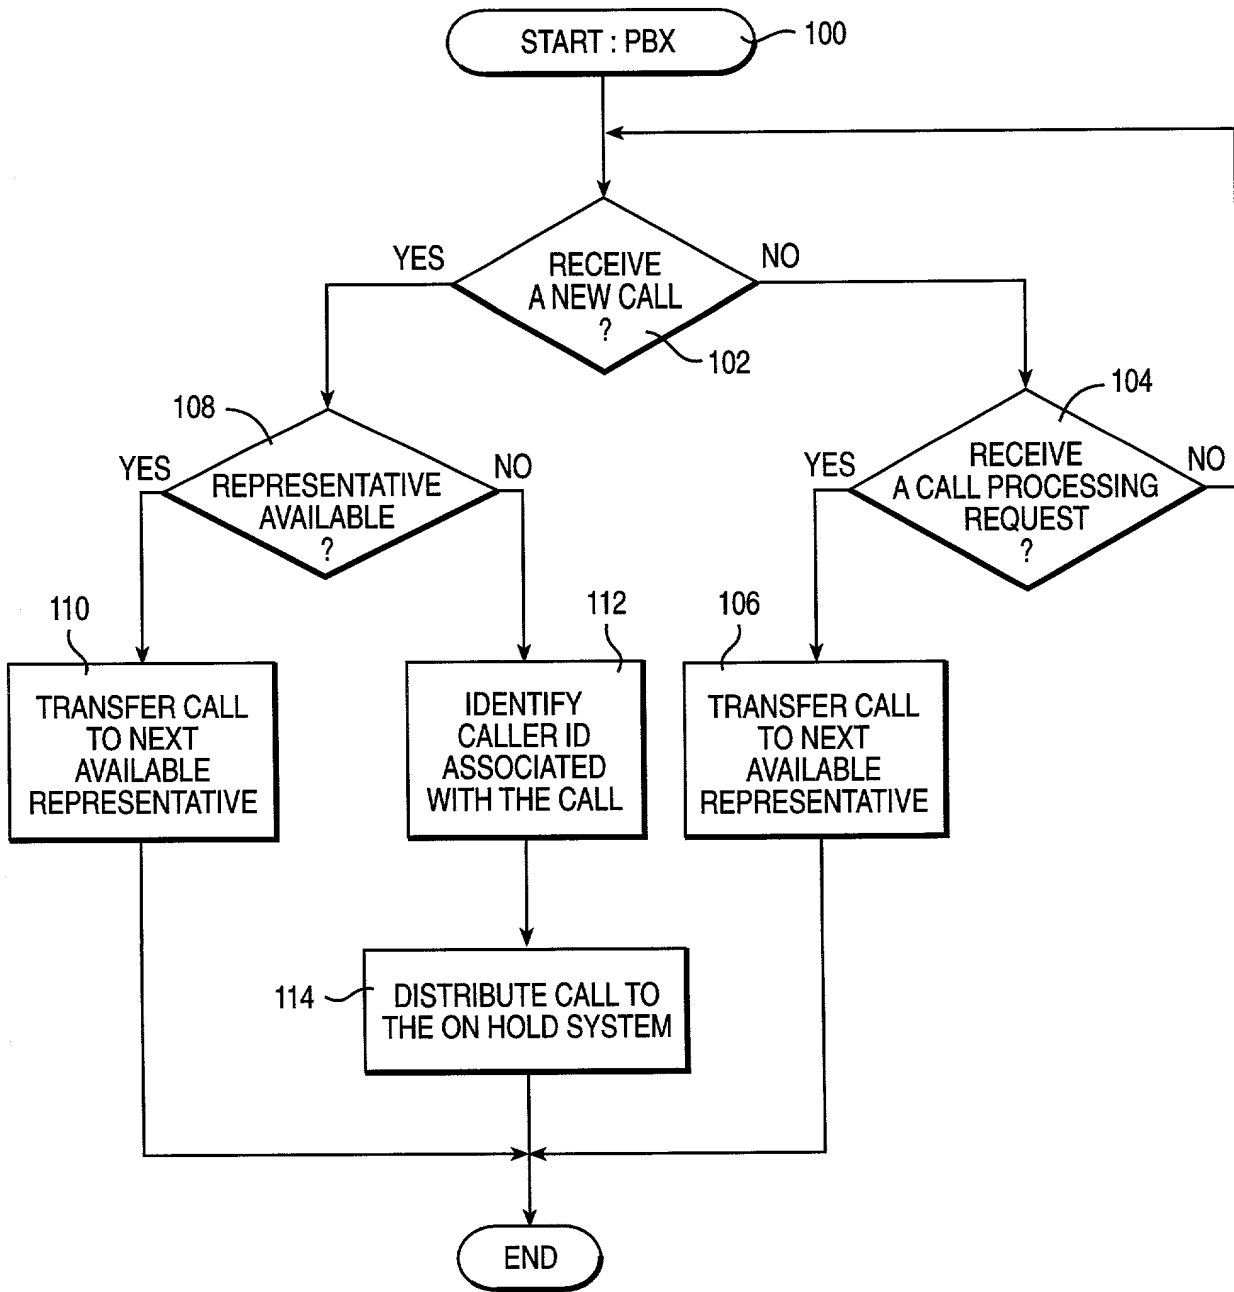 START : PBX
100
YES
RECEIVE
A NEW CALL
?
NO
102
108
YES
REPRESENTATIVE
AVAILABLE
?
NO
104
YES
RECEIVE
A CALL PROCESSING
REQUEST
?
NO
110
TRANSFER CALL
TO NEXT
AVAILABLE
REPRESENTATIVE
112
IDENTIFY
CALLER ID
ASSOCIATED
WITH THE CALL
106
TRANSFER CALL
TO NEXT
AVAILABLE
REPRESENTATIVE
114
DISTRIBUTE CALL TO
THE ON HOLD SYSTEM
END